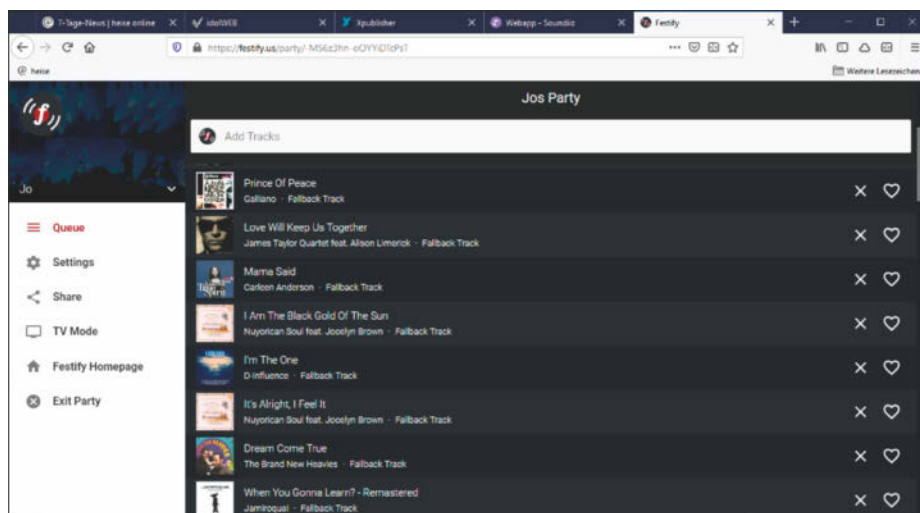 7-Tage-News | heise online
idolWEB
Xpublisher
Webapp - Soundiiz
Festify
https://festify.us/party/
heise
Weitere Lesezeichen
Jos Party
Add Tracks
Jo
Queue
Settings
Share
TV Mode
Festify Homepage
Exit Party
Prince Of Peace
Galliano · Fallback Track
Love Will Keep Us Together
James Taylor Quartet feat. Alison Limerick · Fallback Track
Mama Said
Carleen Anderson · Fallback Track
I Am The Black Gold Of The Sun
Nuyorican Soul feat. Jocelyn Brown · Fallback Track
I'm The One
D-Influence · Fallback Track
It's Alright, I Feel It
Nuyorican Soul feat. Jocelyn Brown · Fallback Track
Dream Come True
The Brand New Heavies · Fallback Track
When You Gonna Learn? - Remastered
Jamiroquai · Fallback Track